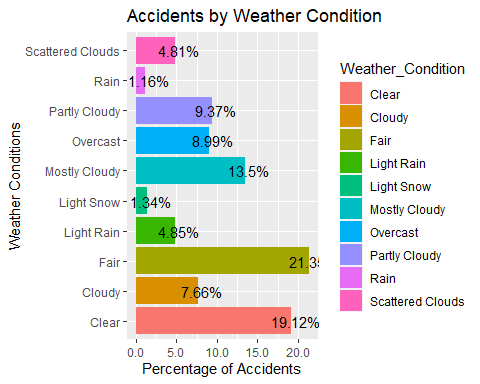 Accidents by Weather Condition
Weather Conditions
Scattered Clouds 4.81%
Rain 1.16%
Partly Cloudy 9.37%
Overcast 8.99%
Mostly Cloudy 13.5%
Light Snow 1.34%
Light Rain 4.85%
Fair 21.3
Cloudy 7.66%
Clear 19.12%
0.0 5.0 10.0 15.0 20.0
Percentage of Accidents
Weather_Condition
Clear
Cloudy
Fair
Light Rain
Light Snow
Mostly Cloudy
Overcast
Partly Cloudy
Rain
Scattered Clouds